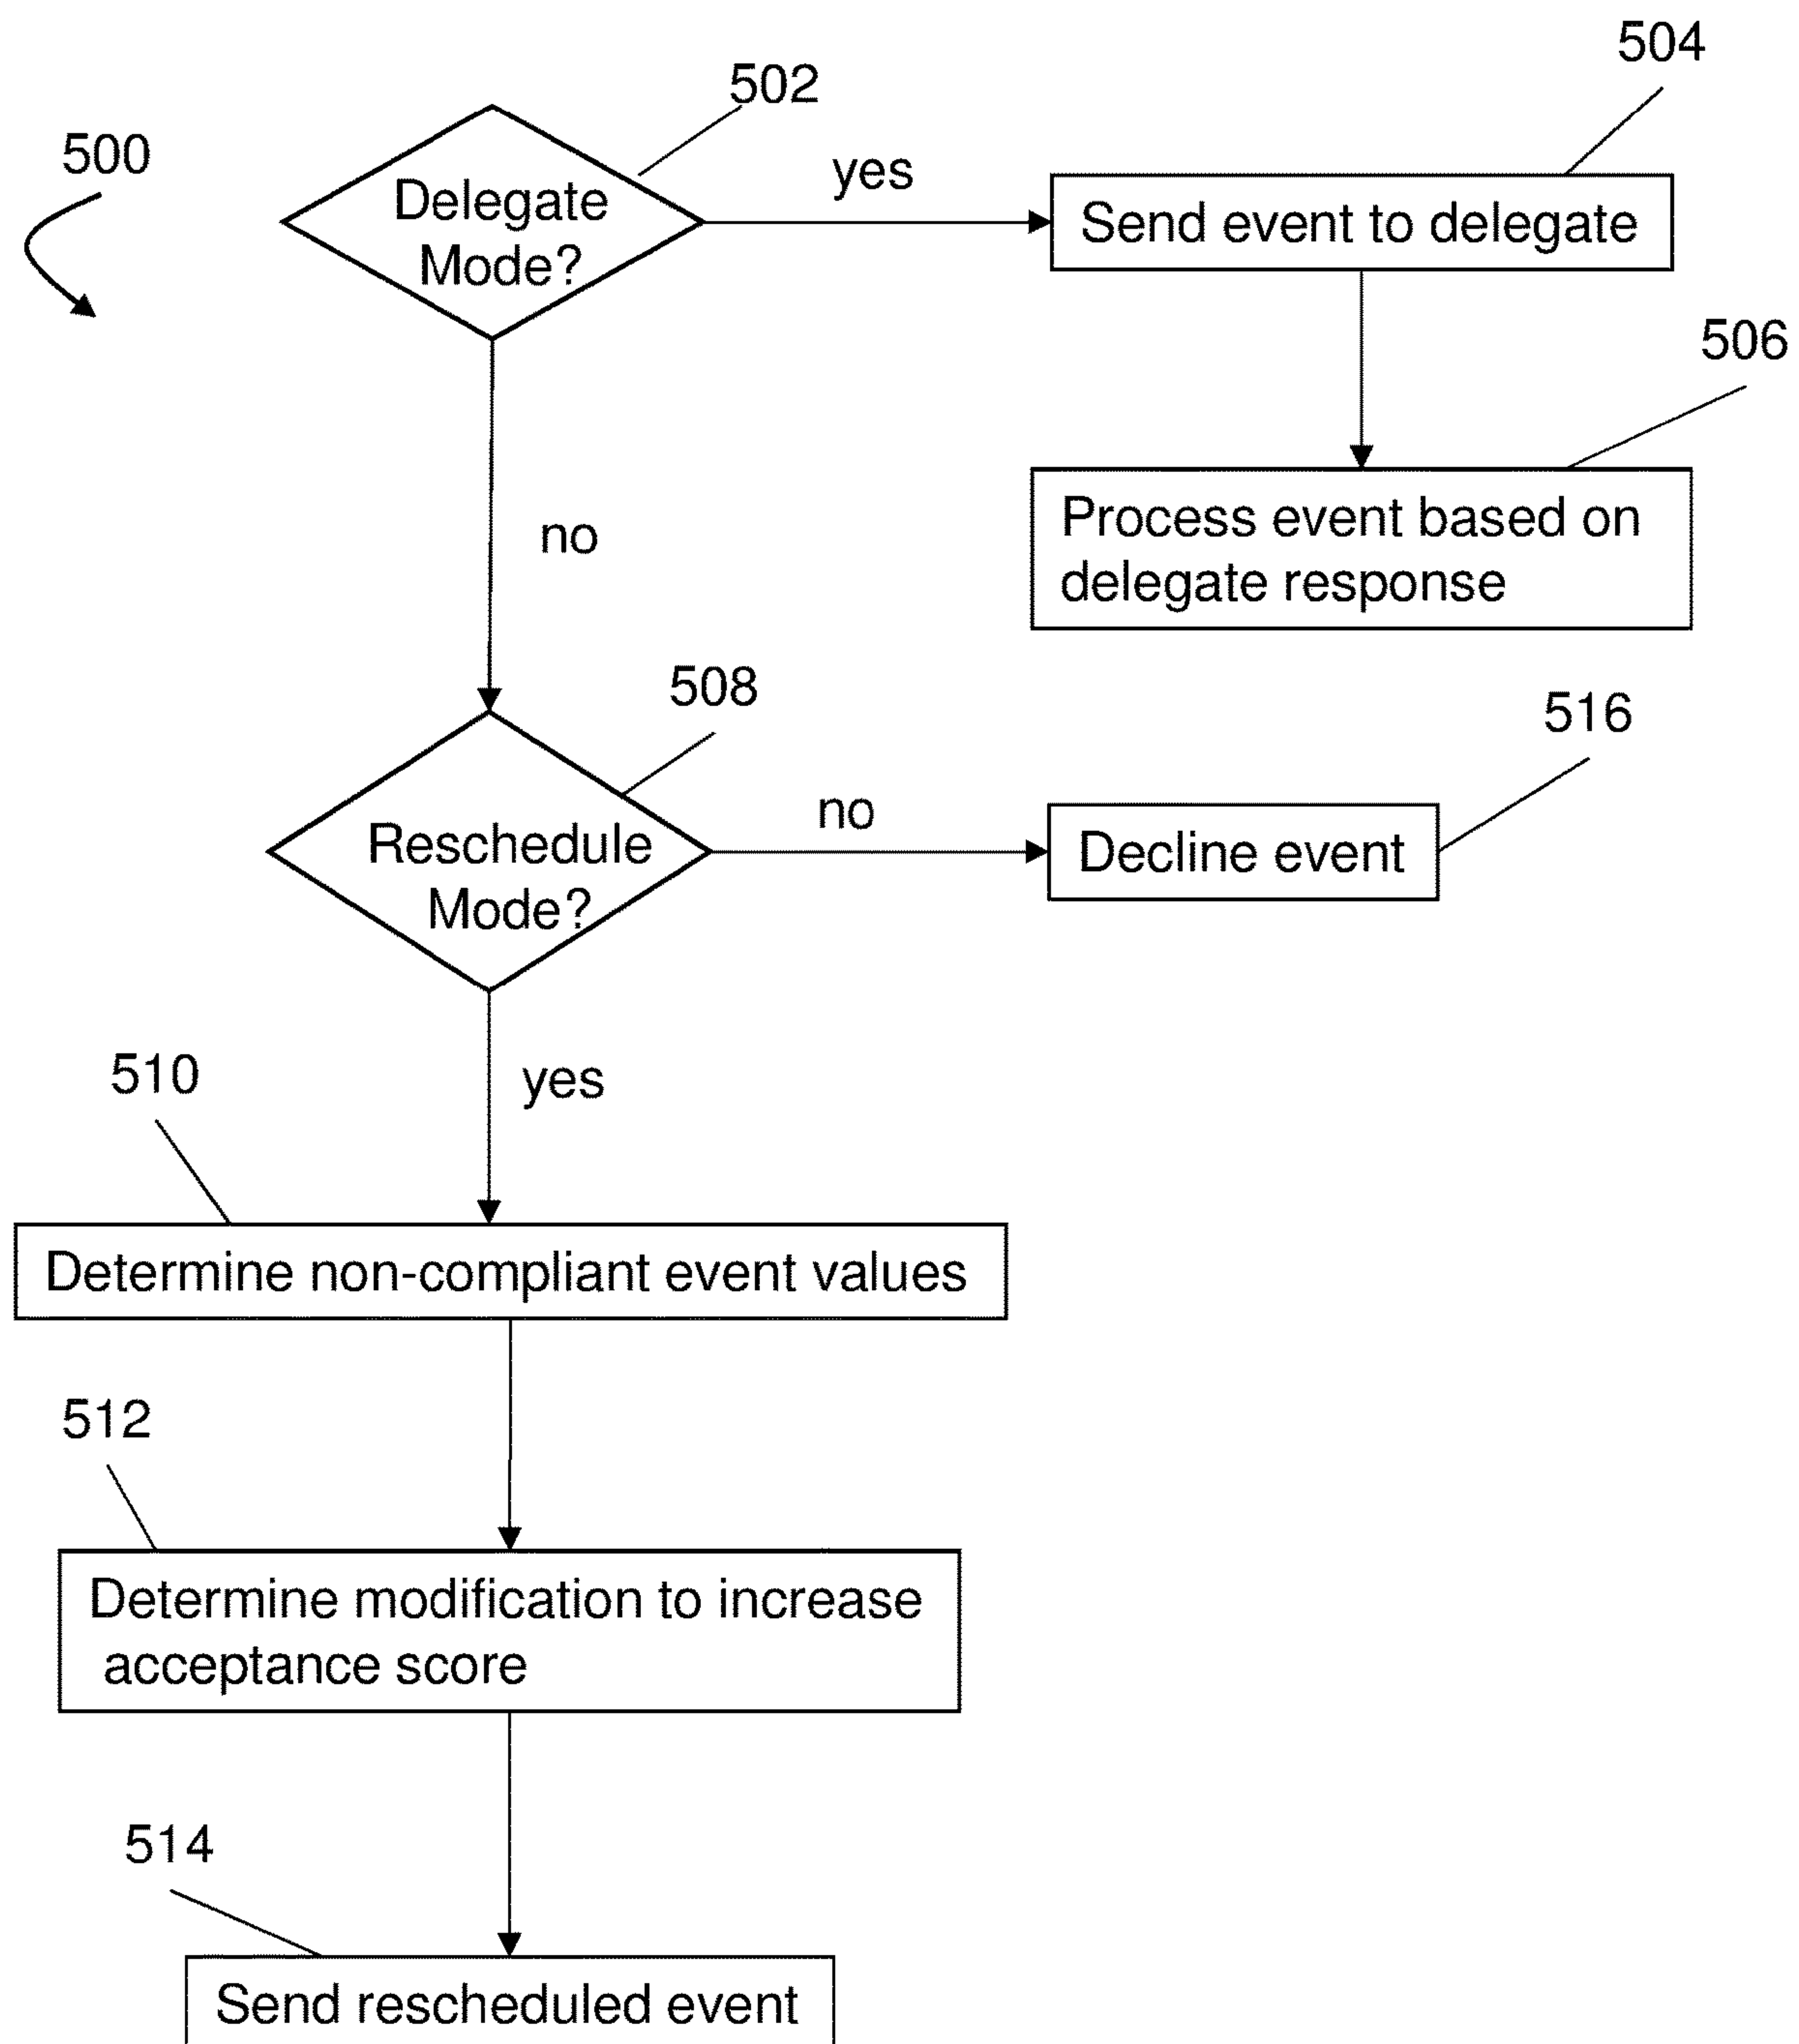 504
502
500
yes
Delegate
Mode?
Send event to delegate
506
Process event based on
delegate response
no
508
516
no
Reschedule
Mode?
Decline event
510
yes
Determine non-compliant event values
512
Determine modification to increase
acceptance score
514
Send rescheduled event